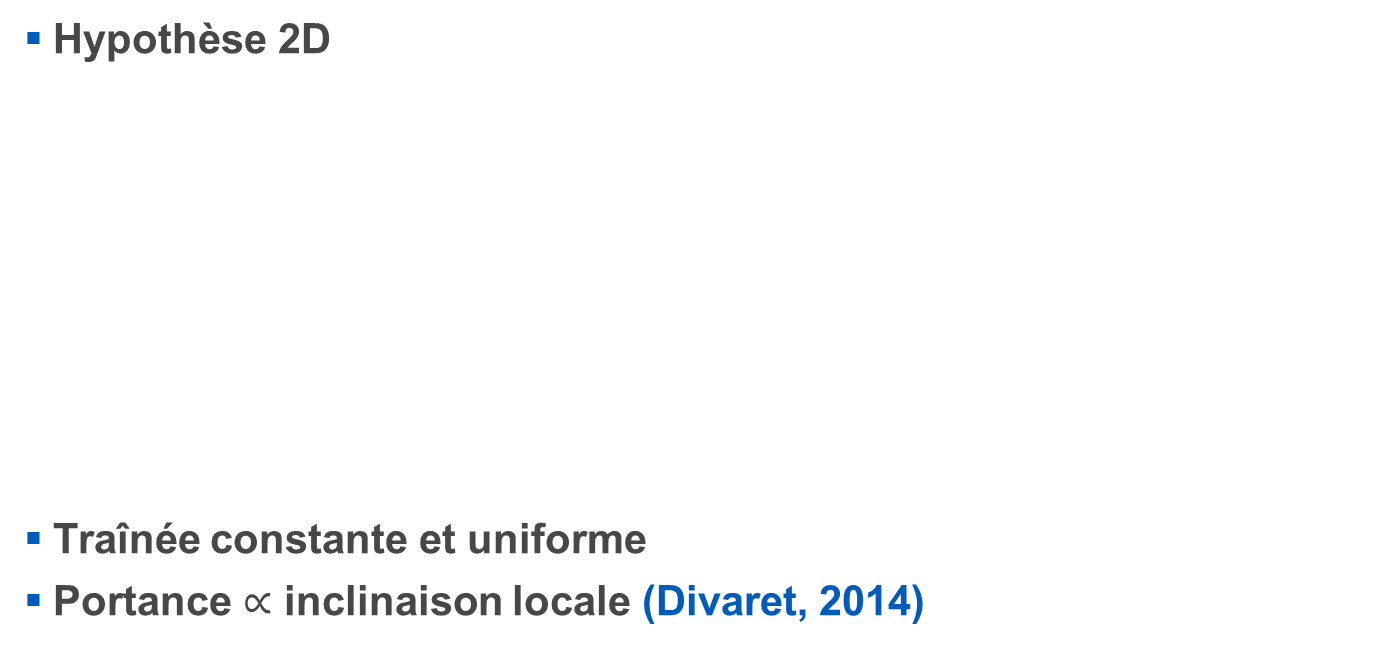 ▪ Hypothèse 2D
▪ Traînée constante et uniforme
▪ Portance ∝ inclinaison locale (Divaret, 2014)